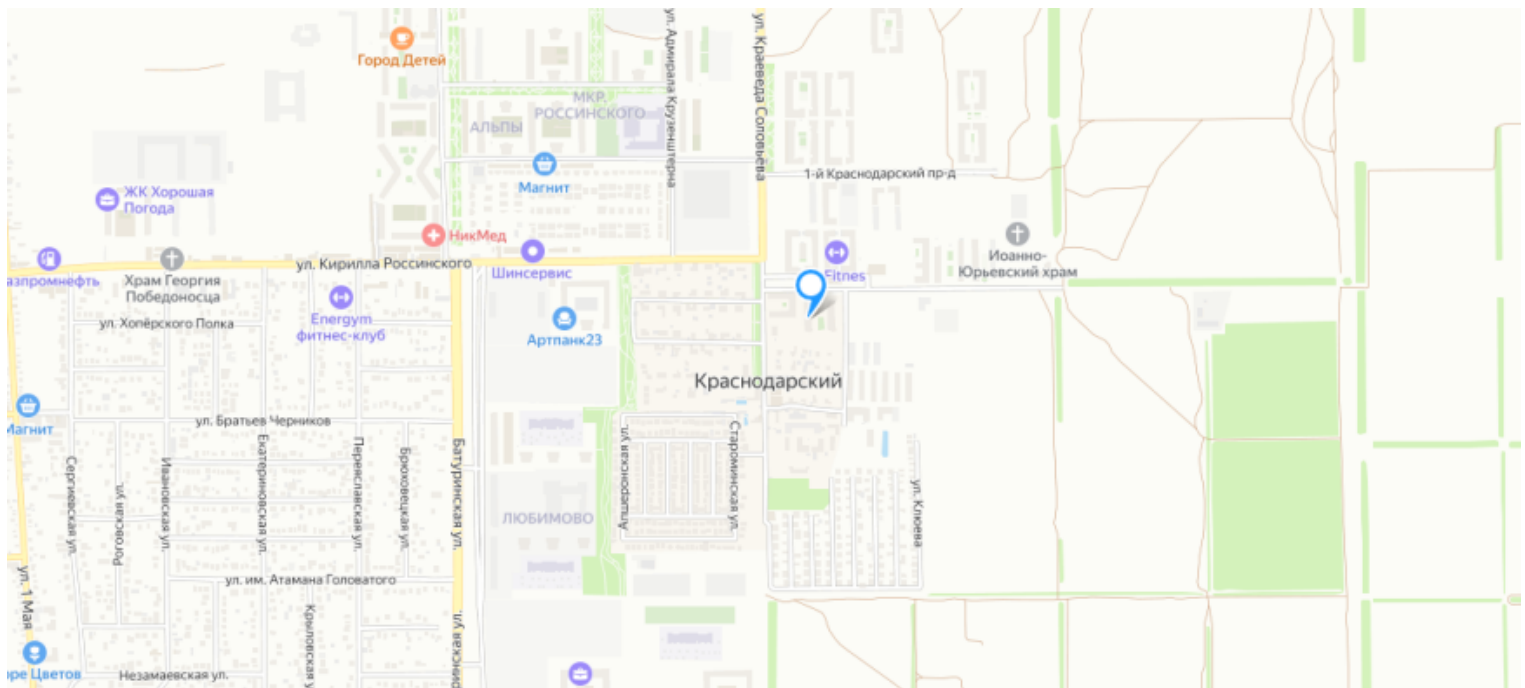 Город Детей
ул. Адмирала Крузенштерна
ул. Краеведа Соловьёва
МКР.
РОССИНСКОГО
АЛЬПЫ
Магнит
1-й Краснодарский пр-д
ЖК Хорошая
Погода
НикМед
Шинсервис
ул. Кирилла Россинского
Fitnes
Иоанно-
Юрьевский храм
азпромнефть
Храм Георгия
Победоносца
ул. Хопёрского Полка
Energym
фитнес-клуб
Артпанк23
Краснодарский
Магнит
ул. Братьев Черников
Сергиевская ул.
Роговская ул.
Ивановская ул.
Екатериновская ул.
Переяславская ул.
Брюховецкая ул.
Батуринская ул.
Апшеронская ул.
Староминская ул.
ул. Клюева
ЛЮБИМОВО
ул. им. Атамана Головатого
ул. 1 Мая
Крыловская у
ринская ул.
ре Цветов
Незамаевская ул.